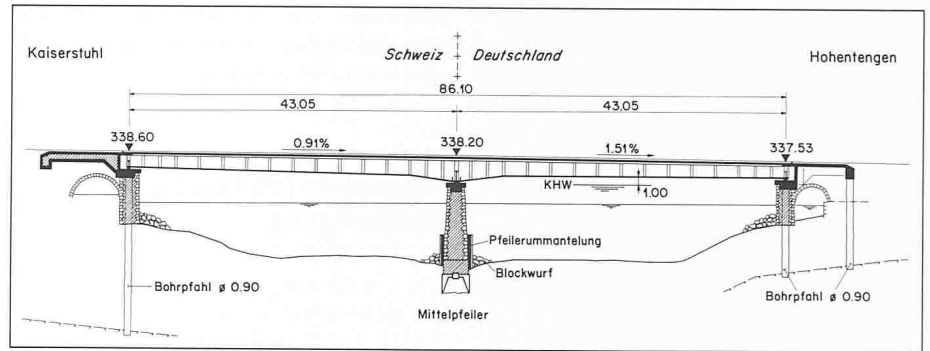 Kaiserstuhl
Schweiz
Deutschland
Hohentengen
86.10
43.05
43.05
338.60
0.91%
338.20
1.51%
337.53
KHW
1.00
Pfeilerummantelung
Blockwurf
Bohrpfahl ø 0.90
Bohrpfahl ø 0.90
Mittelpfeiler